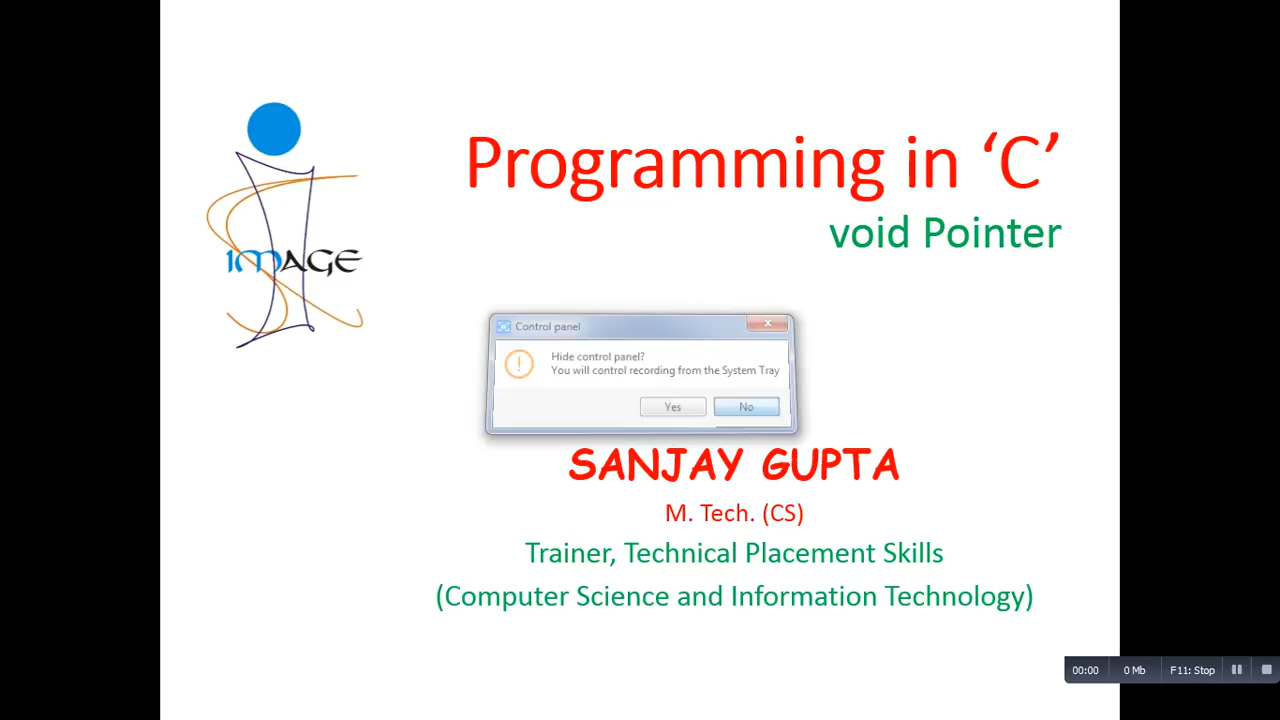 Programming in ‘C’
void Pointer
IMAGE
Control panel
Hide control panel?
You will control recording from the System Tray
Yes No
SANJAY GUPTA
M. Tech. (CS)
Trainer, Technical Placement Skills
(Computer Science and Information Technology)
00:00 0 Mb F11: Stop